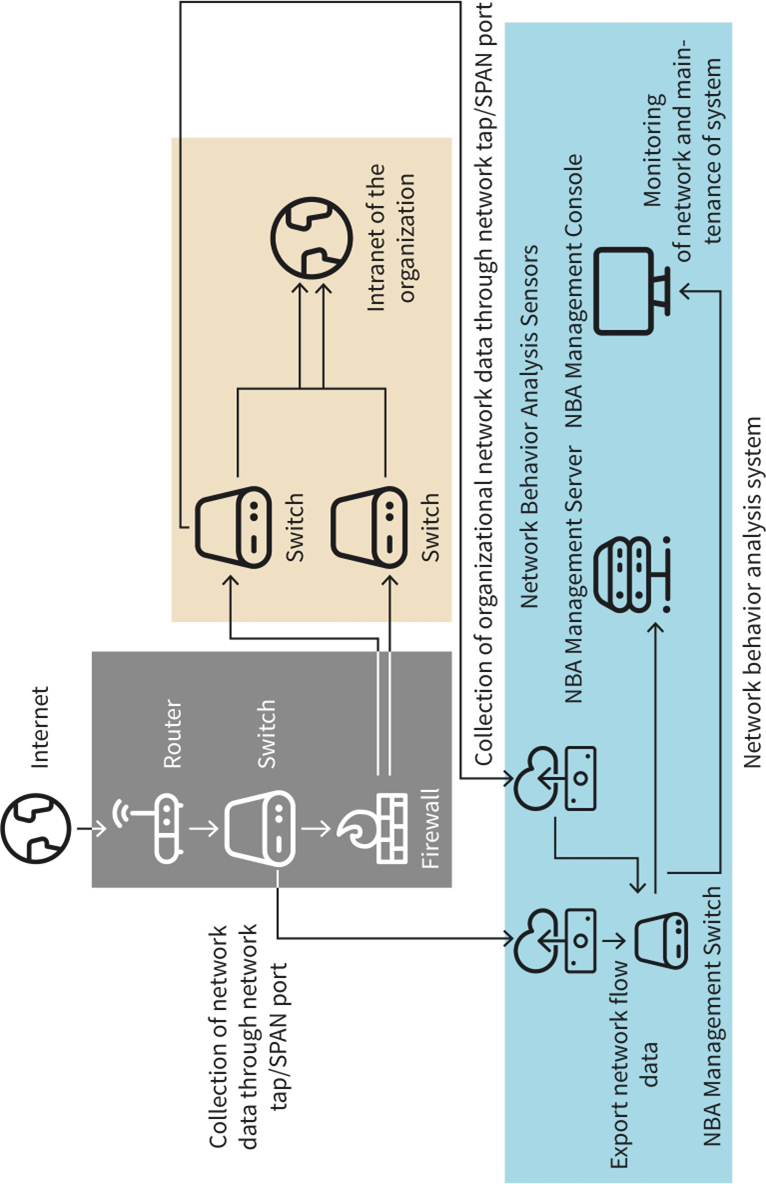 Internet
Router
Switch
Firewall
Collection of network
data through network
tap/SPAN port
Switch
Switch
Intranet of the
organization
Collection of organizational network data through network tap/SPAN port
Network Behavior Analysis Sensors
NBA Management Server
NBA Management Console
Monitoring
of network and main-
tenance of system
Export network flow
data
NBA Management Switch
Network behavior analysis system